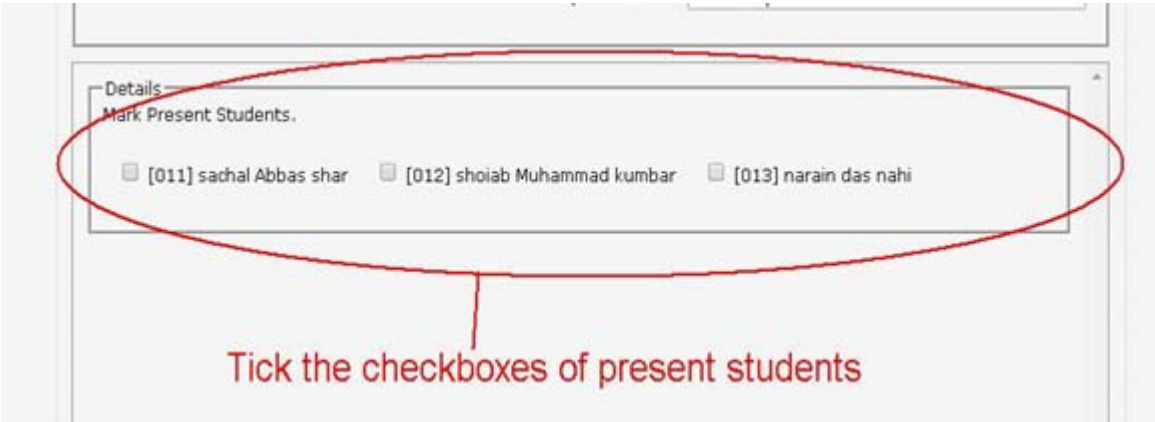 Details
Mark Present Students.
[011] sachal Abbas shar [012] shoiab Muhammad kumbar [013] narain das nahi
Tick the checkboxes of present students